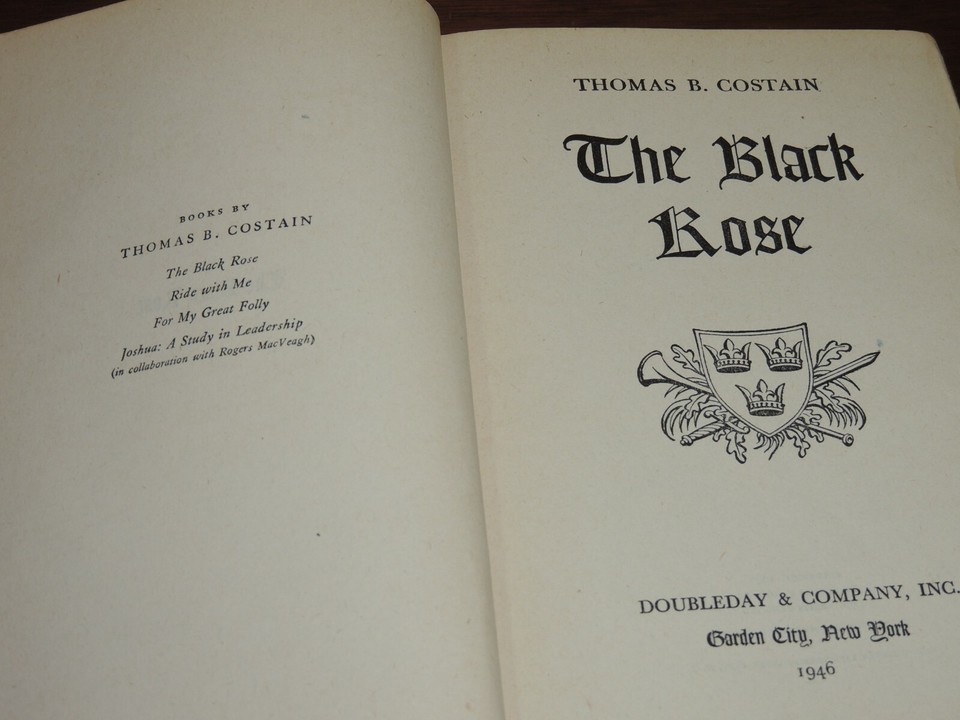 BOOKS BY
THOMAS B. COSTAIN
The Black Rose
Ride with Me
For My Great Folly
Joshua: A Study in Leadership
(in collaboration with Rogers MacVeagh)
THOMAS B. COSTAIN
The Black
Rose
DOUBLEDAY & COMPANY, INC.
Garden City, New York
1946